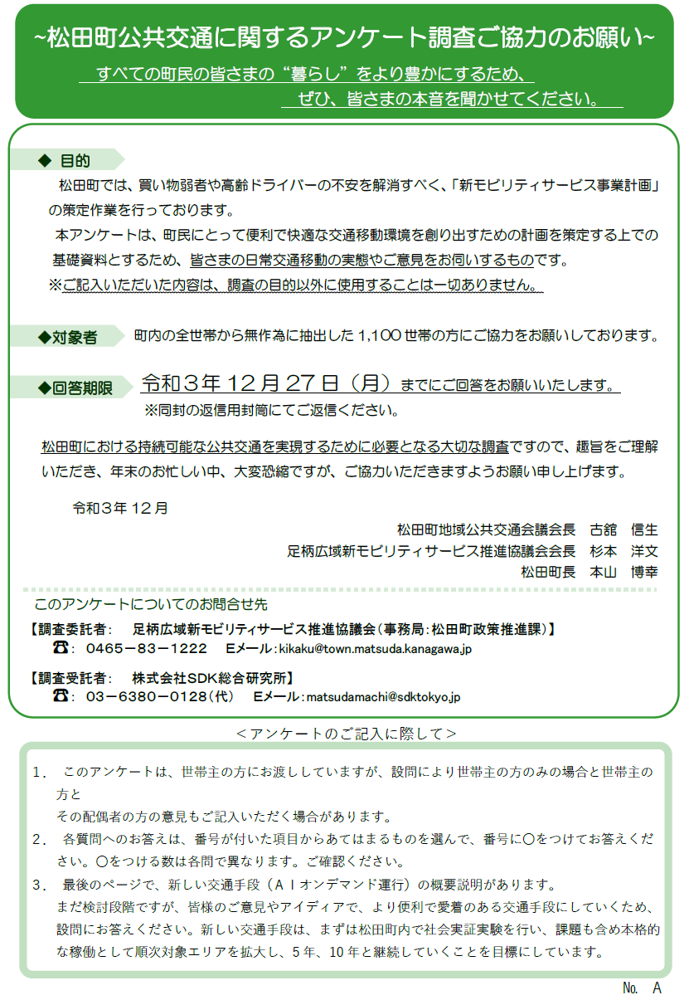 ~松田町公共交通に関するアンケート調査ご協力のお願い~
すべての町民の皆さまの“暮らし”をより豊かにするため、
ぜひ、皆さまの本音を聞かせてください。
◆ 目的
松田町では、買い物弱者や高齢ドライバーの不安を解消すべく、「新モビリティサービス事業計画」
の策定作業を行っております。
本アンケートは、町民にとって便利で快適な交通移動環境を創り出すための計画を策定する上での
基礎資料とするため、皆さまの日常交通移動の実態やご意見をお伺いするものです。
※ご記入いただいた内容は、調査の目的以外に使用することは一切ありません。
◆対象者 町内の全世帯から無作為に抽出した 1,100 世帯の方にご協力をお願いしております。
◆回答期限 令和３年 12 月 27 日（月）までにご回答をお願いいたします。
※同封の返信用封筒にてご返信ください。
松田町における持続可能な公共交通を実現するために必要となる大切な調査ですので、趣旨をご理解
いただき、年末のお忙しい中、大変恐縮ですが、ご協力いただきますようお願い申し上げます。
令和３年 12 月
松田町地域公共交通会議会長　古舘　信生
足柄広域新モビリティサービス推進協議会会長　杉本　洋文
松田町長　本山　博幸
このアンケートについてのお問合せ先
【調査委託者：　足柄広域新モビリティサービス推進協議会（事務局：松田町政策推進課）】
☎： 0465－83－1222　Eメール：kikaku@town.matsuda.kanagawa.jp
【調査受託者：　株式会社SDK総合研究所】
☎： 03－6380－0128（代）　Eメール：matsudamachi@sdktokyo.jp
＜アンケートのご記入に際して＞
１． このアンケートは、世帯主の方にお渡ししていますが、設問により世帯主の方のみの場合と世帯主の
方と
その配偶者の方の意見もご記入いただく場合があります。
２． 各質問へのお答えは、番号が付いた項目からあてはまるものを選んで、番号に〇をつけてお答えくだ
さい。〇をつける数は各問で異なります。ご確認ください。
３． 最後のページで、新しい交通手段（ＡＩオンデマンド運行）の概要説明があります。
まだ検討段階ですが、皆様のご意見やアイディアで、より便利で愛着のある交通手段にしていくため、
設問にお答えください。新しい交通手段は、まずは松田町内で社会実証実験を行い、課題も含め本格的
な稼働として順次対象エリアを拡大し、5 年、10 年と継続していくことを目標にしています。
№　A